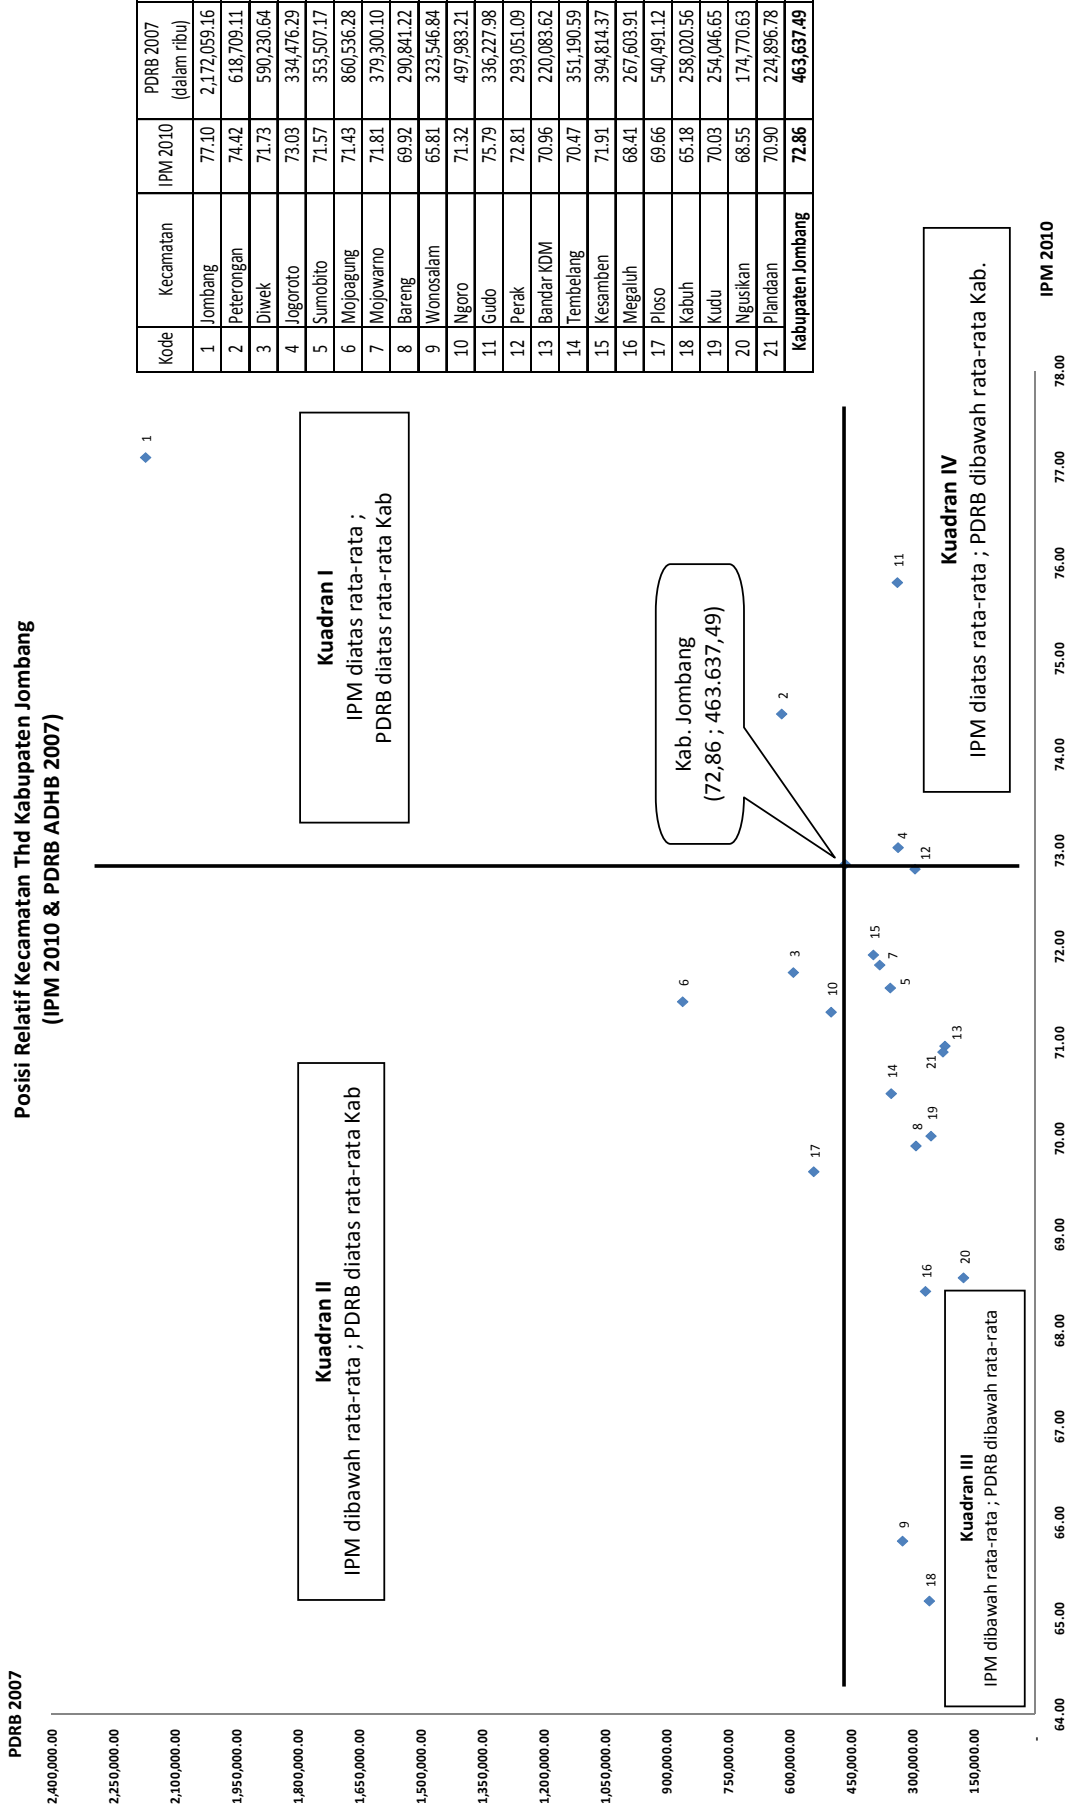 Posisi Relatif Kecamatan Thd Kabupaten Jombang
(IPM 2010 & PDRB ADHB 2007)
PDRB 2007
2,400,000.00
2,250,000.00
2,100,000.00
1,950,000.00
1,800,000.00
1,650,000.00
1,500,000.00
1,350,000.00
1,200,000.00
1,050,000.00
900,000.00
750,000.00
600,000.00
450,000.00
300,000.00
150,000.00
-
64.00
65.00
66.00
67.00
68.00
69.00
70.00
71.00
72.00
73.00
74.00
75.00
76.00
77.00
78.00
IPM 2010
Kuadran II
IPM dibawah rata-rata ; PDRB diatas rata-rata Kab
Kuadran I
IPM diatas rata-rata ;
PDRB diatas rata-rata Kab
Kab. Jombang
(72,86 ; 463.637,49)
Kuadran III
IPM dibawah rata-rata ; PDRB dibawah rata-rata
Kuadran IV
IPM diatas rata-rata ; PDRB dibawah rata-rata Kab.
1
2
6
3
10
17
15
7
5
14
21
13
8
19
16
20
9
18
4
12
11
Kode Kecamatan IPM 2010 PDRB 2007
(dalam ribu)
1 Jombang 77.10 2,172,059.16
2 Peterongan 74.42 618,709.11
3 Diwek 71.73 590,230.64
4 Jogoroto 73.03 334,476.29
5 Sumobito 71.57 353,507.17
6 Mojoagung 71.43 860,536.28
7 Mojowarno 71.81 379,300.10
8 Bareng 69.92 290,841.22
9 Wonosalam 65.81 323,546.84
10 Ngoro 71.32 497,983.21
11 Gudo 75.79 336,227.98
12 Perak 72.81 293,051.09
13 Bandar KDM 70.96 220,083.62
14 Tembelang 70.47 351,190.59
15 Kesamben 71.91 394,814.37
16 Megaluh 68.41 267,603.91
17 Ploso 69.66 540,491.12
18 Kabuh 65.18 258,020.56
19 Kudu 70.03 254,046.65
20 Ngusikan 68.55 174,770.63
21 Plandaan 70.90 224,896.78
Kabupaten Jombang 72.86 463,637.49